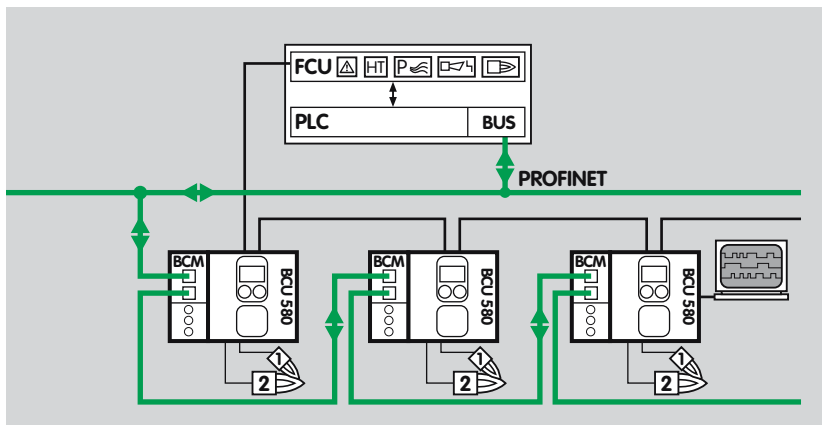 FCU HT P
PLC BUS
PROFINET
BCM BCU 580
1
2
BCM BCU 580
1
2
BCM BCU 580
1
2